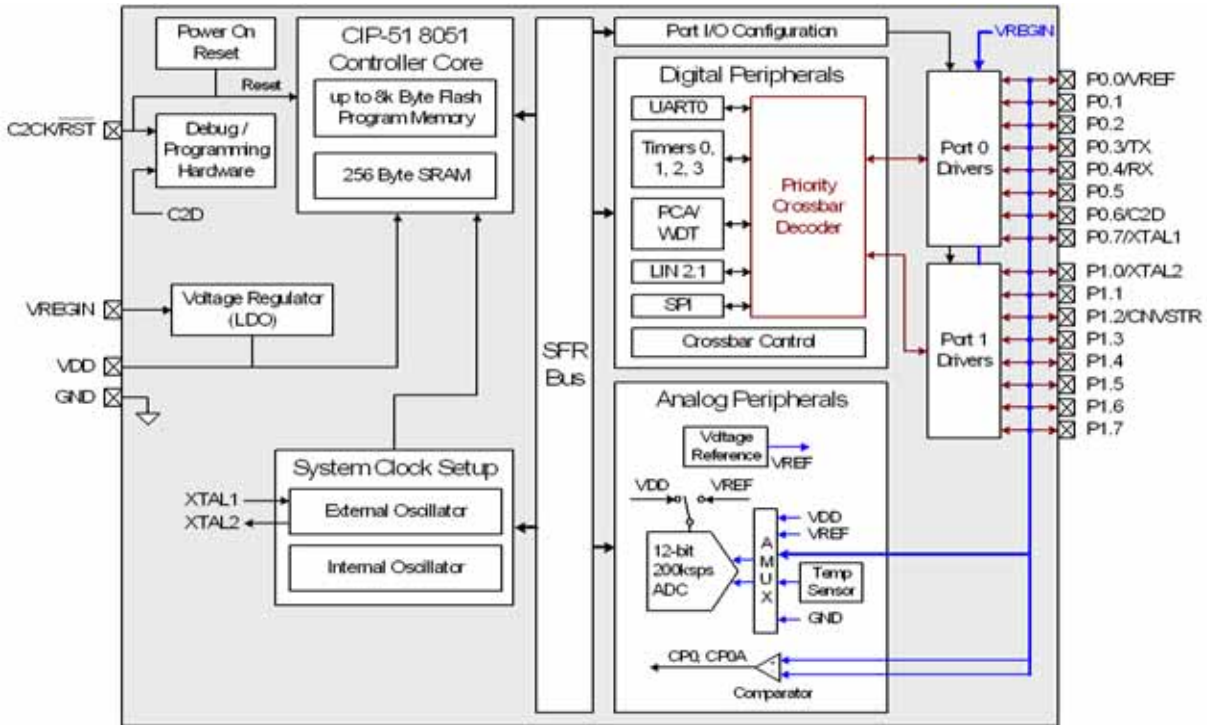 Power On
Reset
Reset
C2CK/RST
Debug /
Programming
Hardware
C2D
CIP-51 8051
Controller Core
up to 8k Byte Flash
Program Memory
256 Byte SRAM
VREGIN
Voltage Regulator
(LDO)
VDD
GND
System Clock Setup
XTAL1
XTAL2
External Oscillator
Internal Oscillator
SFR
Bus
Port I/O Configuration
Digital Peripherals
UART0
Timers 0,
1, 2, 3
PCA/
WDT
LIN 2.1
SPI
Priority
Crossbar
Decoder
Crossbar Control
Analog Peripherals
Voltage
Reference
VREF
VDD
VREF
12-bit
200ksps
ADC
A
M
U
X
VDD
VREF
Temp
Sensor
GND
CP0, CP0A
+
-
Comparator
VREGIN
Port 0
Drivers
Port 1
Drivers
P0.0/VREF
P0.1
P0.2
P0.3/TX
P0.4/RX
P0.5
P0.6/C2D
P0.7/XTAL1
P1.0/XTAL2
P1.1
P1.2/CNVSTR
P1.3
P1.4
P1.5
P1.6
P1.7